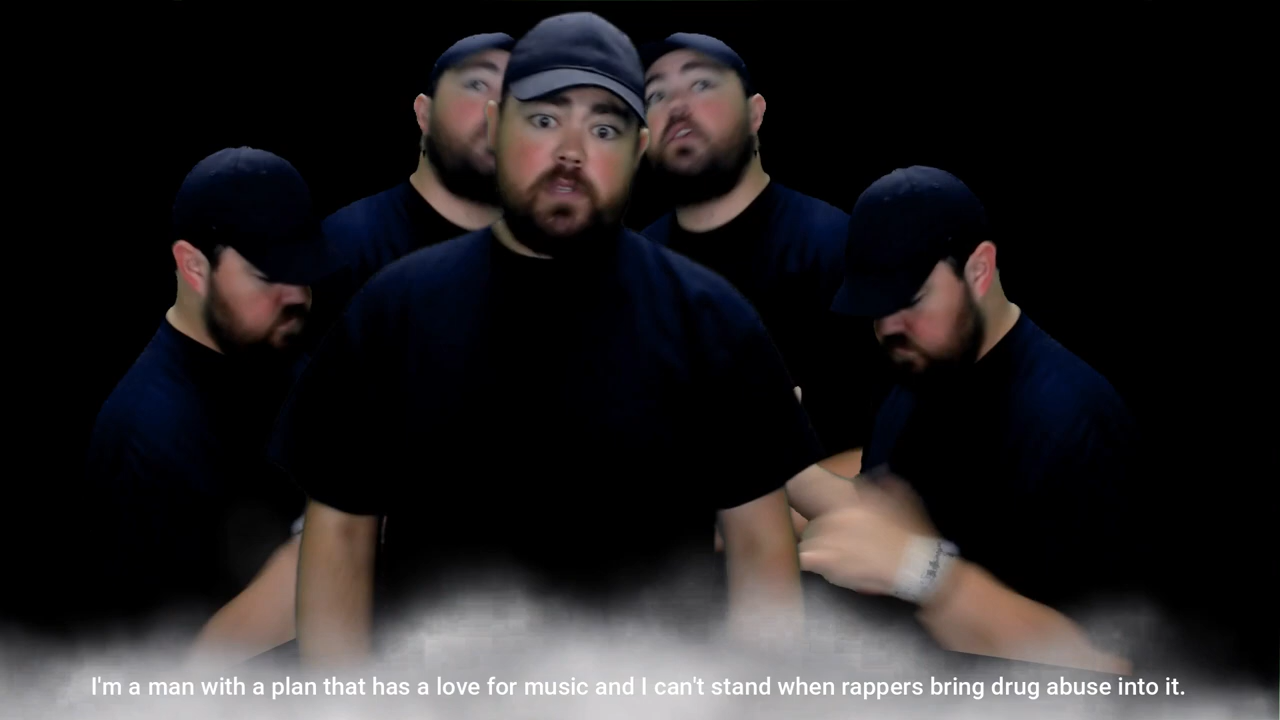 I'm a man with a plan that has a love for music and I can't stand when rappers bring drug abuse into it.